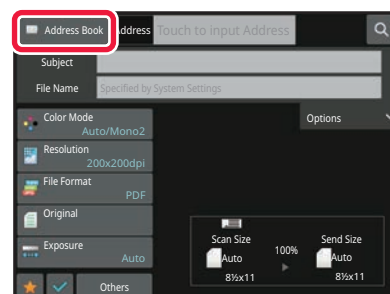 Address Book
Address
Touch to input Address
Subject
File Name
Specified by System Settings
Color Mode
Auto/Mono2
Options
Resolution
200x200dpi
File Format
PDF
Original
Exposure
Auto
Scan Size
Auto
8½x11
100%
Send Size
Auto
8½x11
Others